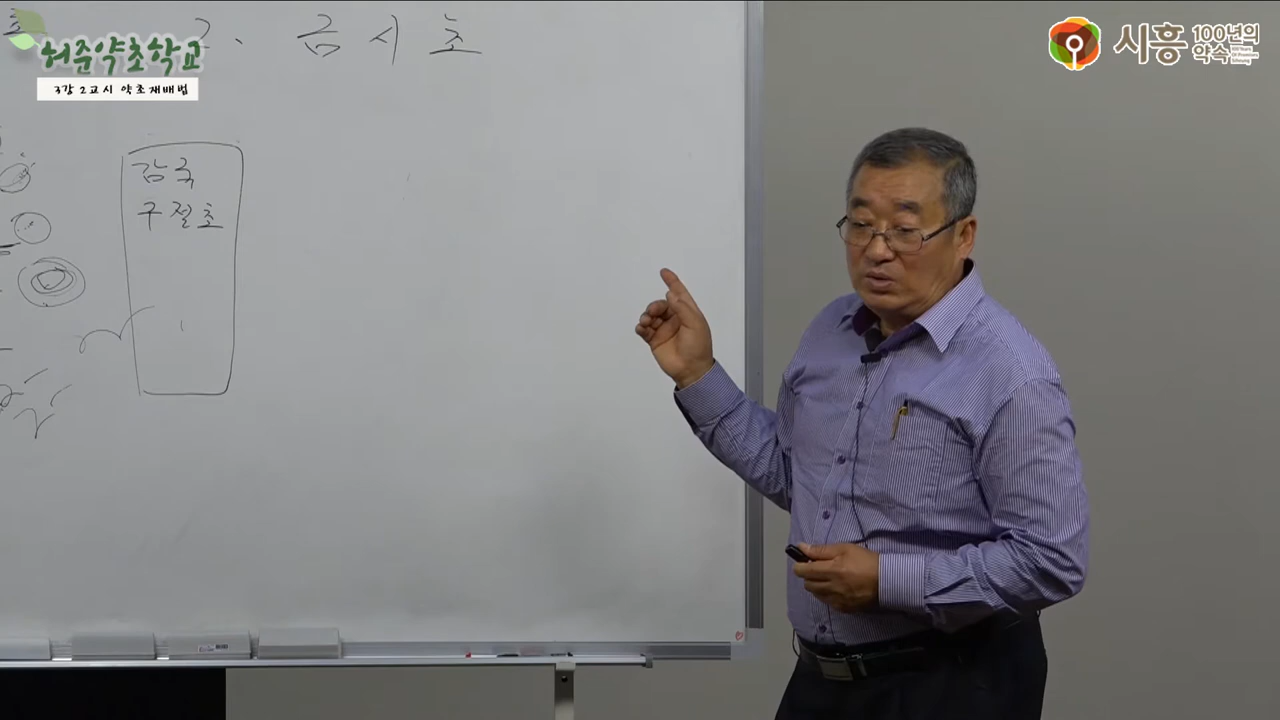 허준약초학교
3강 2교시 약초재배법
2. 금시초
감국
구절초
시흥 100년의
약속